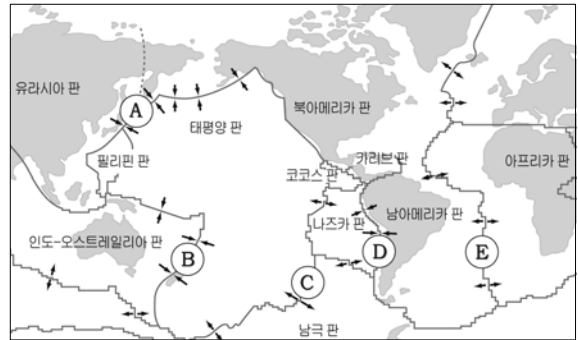 유라시아 판
북아메리카 판
A
태평양 판
필리핀 판
카리브 판
코코스 판
아프리카 판
나즈카 판
남아메리카 판
인도-오스트레일리아 판
B
C
D
E
남극 판